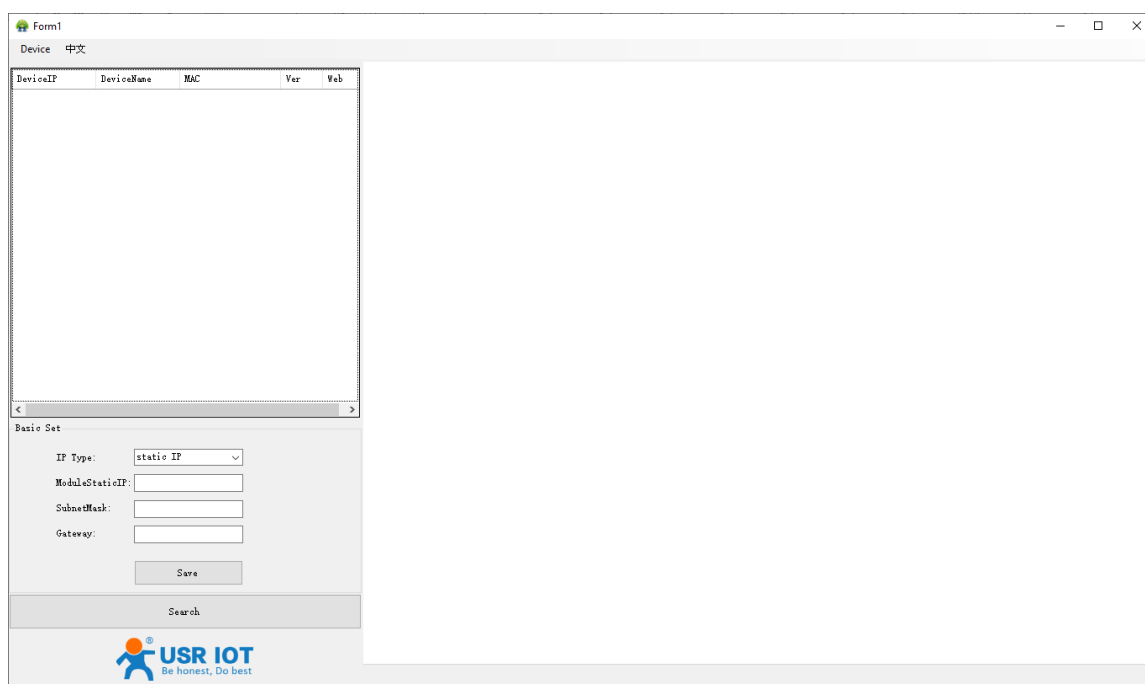 Form1
Device 中文
DeviceIP DeviceName MAC Ver Web
Basic Set
IP Type: static IP
ModuleStaticIP:
SubnetMask:
Gateway:
Save
Search
USR IOT®
Be honest, Do best